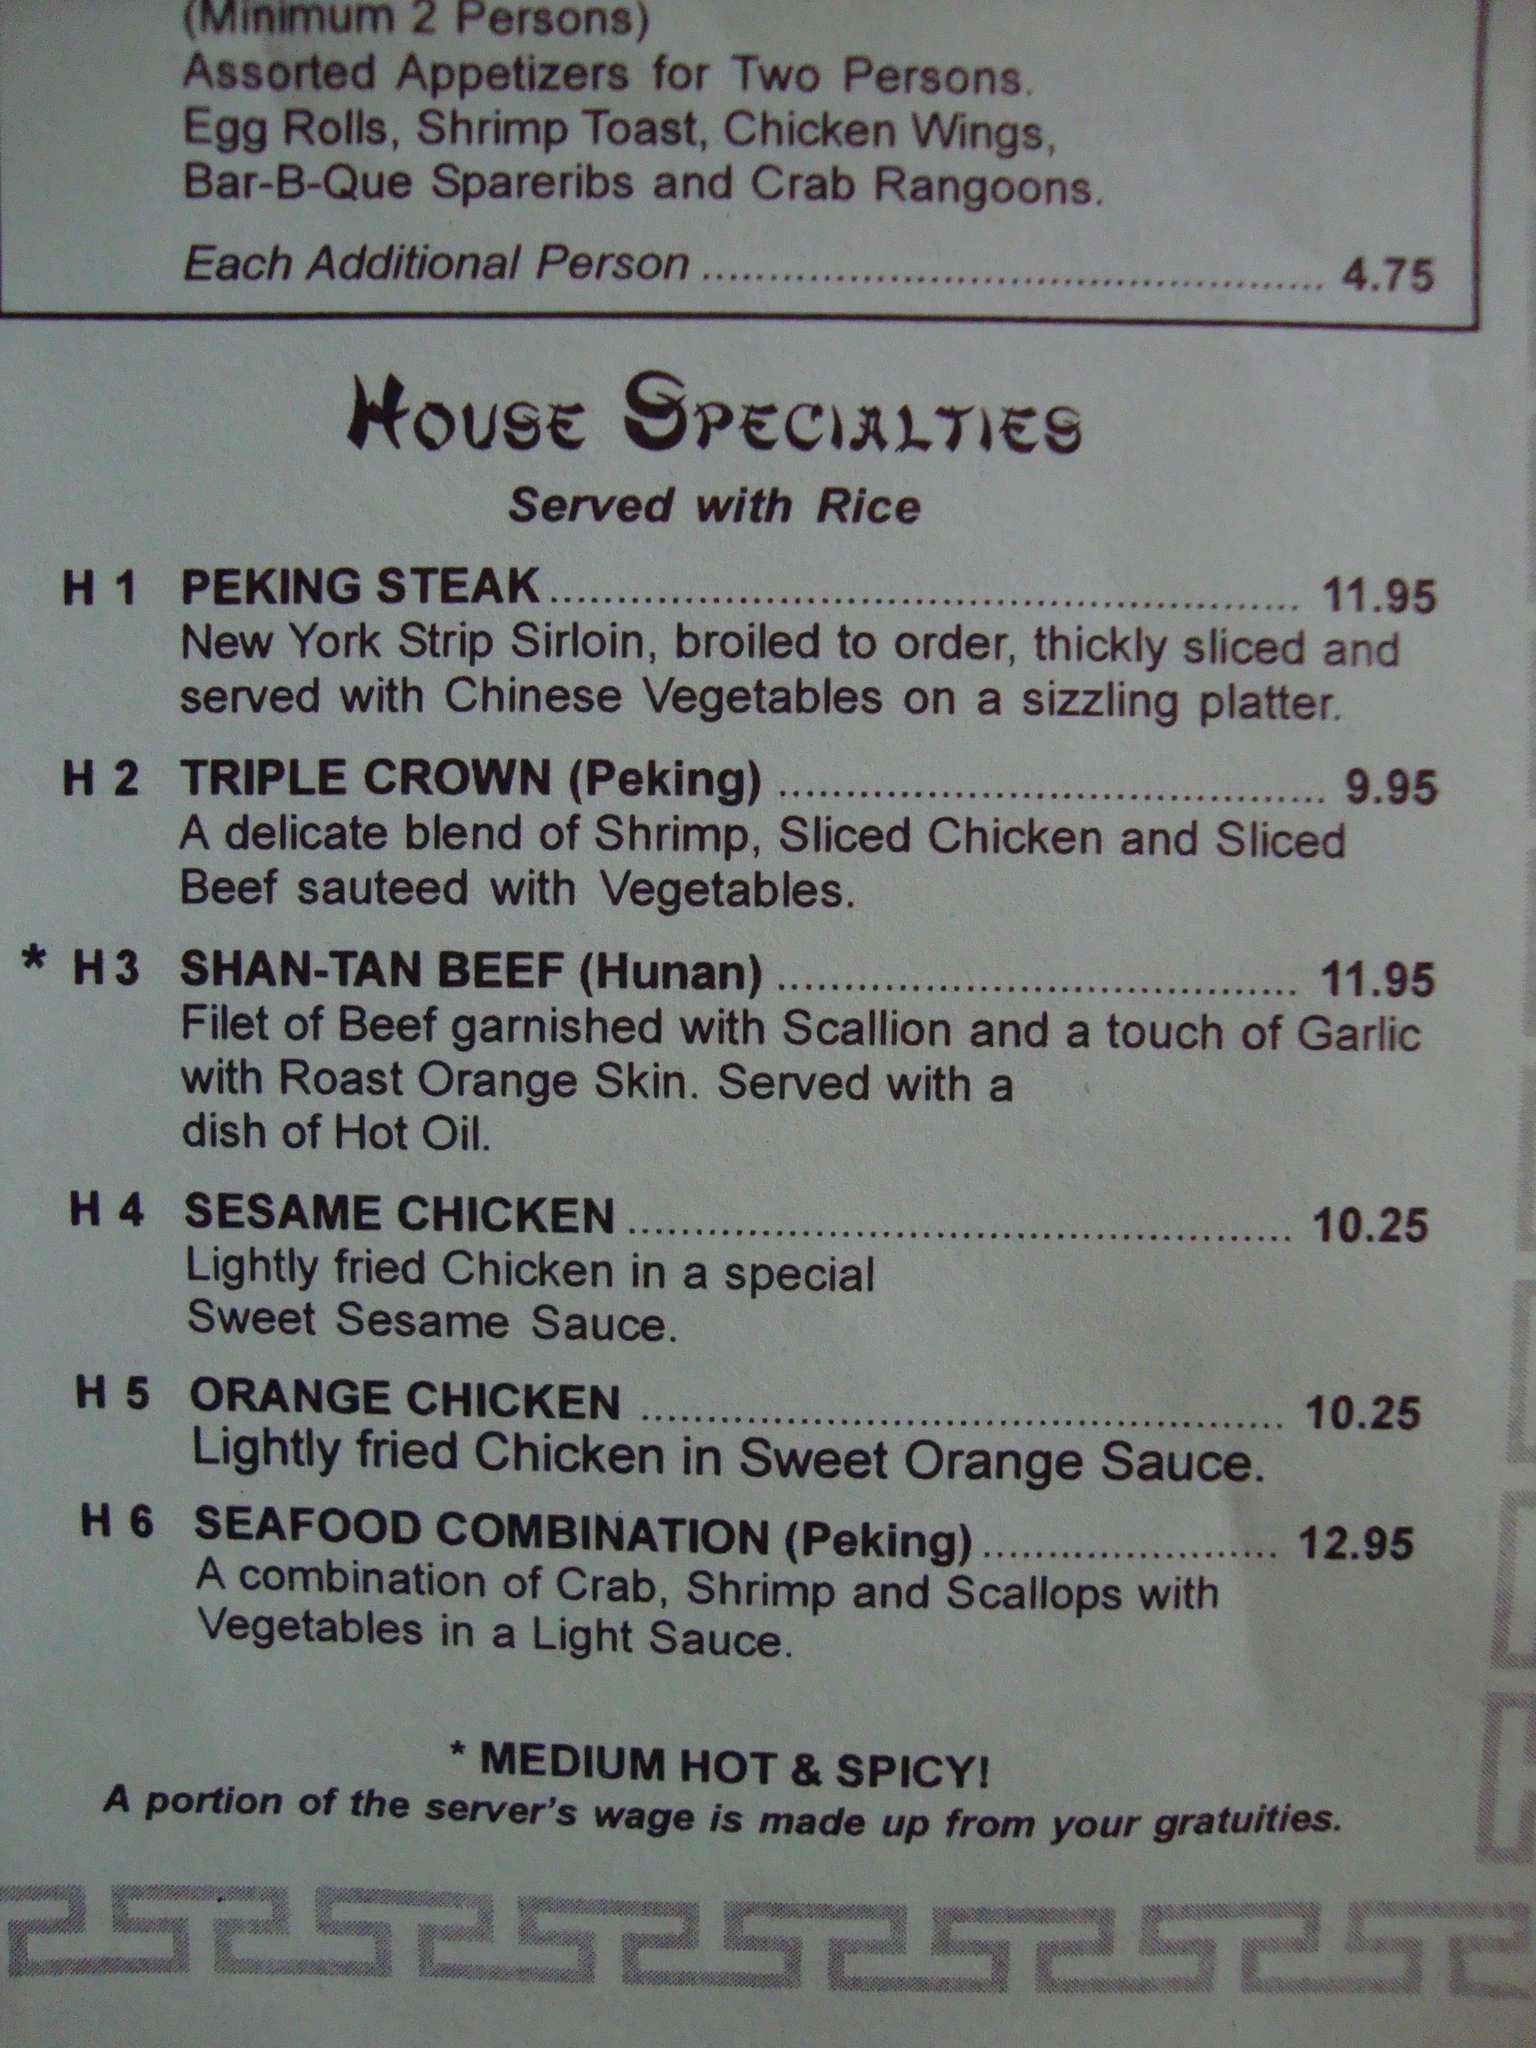 (Minimum 2 Persons)
Assorted Appetizers for Two Persons.
Egg Rolls, Shrimp Toast, Chicken Wings,
Bar-B-Que Spareribs and Crab Rangoons.
Each Additional Person ........................................................ 4.75
House Specialties
Served with Rice
H 1 PEKING STEAK ........................................................ 11.95
New York Strip Sirloin, broiled to order, thickly sliced and
served with Chinese Vegetables on a sizzling platter.
H 2 TRIPLE CROWN (Peking) ......................................... 9.95
A delicate blend of Shrimp, Sliced Chicken and Sliced
Beef sauteed with Vegetables.
* H 3 SHAN-TAN BEEF (Hunan) ....................................... 11.95
Filet of Beef garnished with Scallion and a touch of Garlic
with Roast Orange Skin. Served with a
dish of Hot Oil.
H 4 SESAME CHICKEN .................................................. 10.25
Lightly fried Chicken in a special
Sweet Sesame Sauce.
H 5 ORANGE CHICKEN ................................................ 10.25
Lightly fried Chicken in Sweet Orange Sauce.
H 6 SEAFOOD COMBINATION (Peking) ...................... 12.95
A combination of Crab, Shrimp and Scallops with
Vegetables in a Light Sauce.
* MEDIUM HOT & SPICY!
A portion of the server's wage is made up from your gratuities.